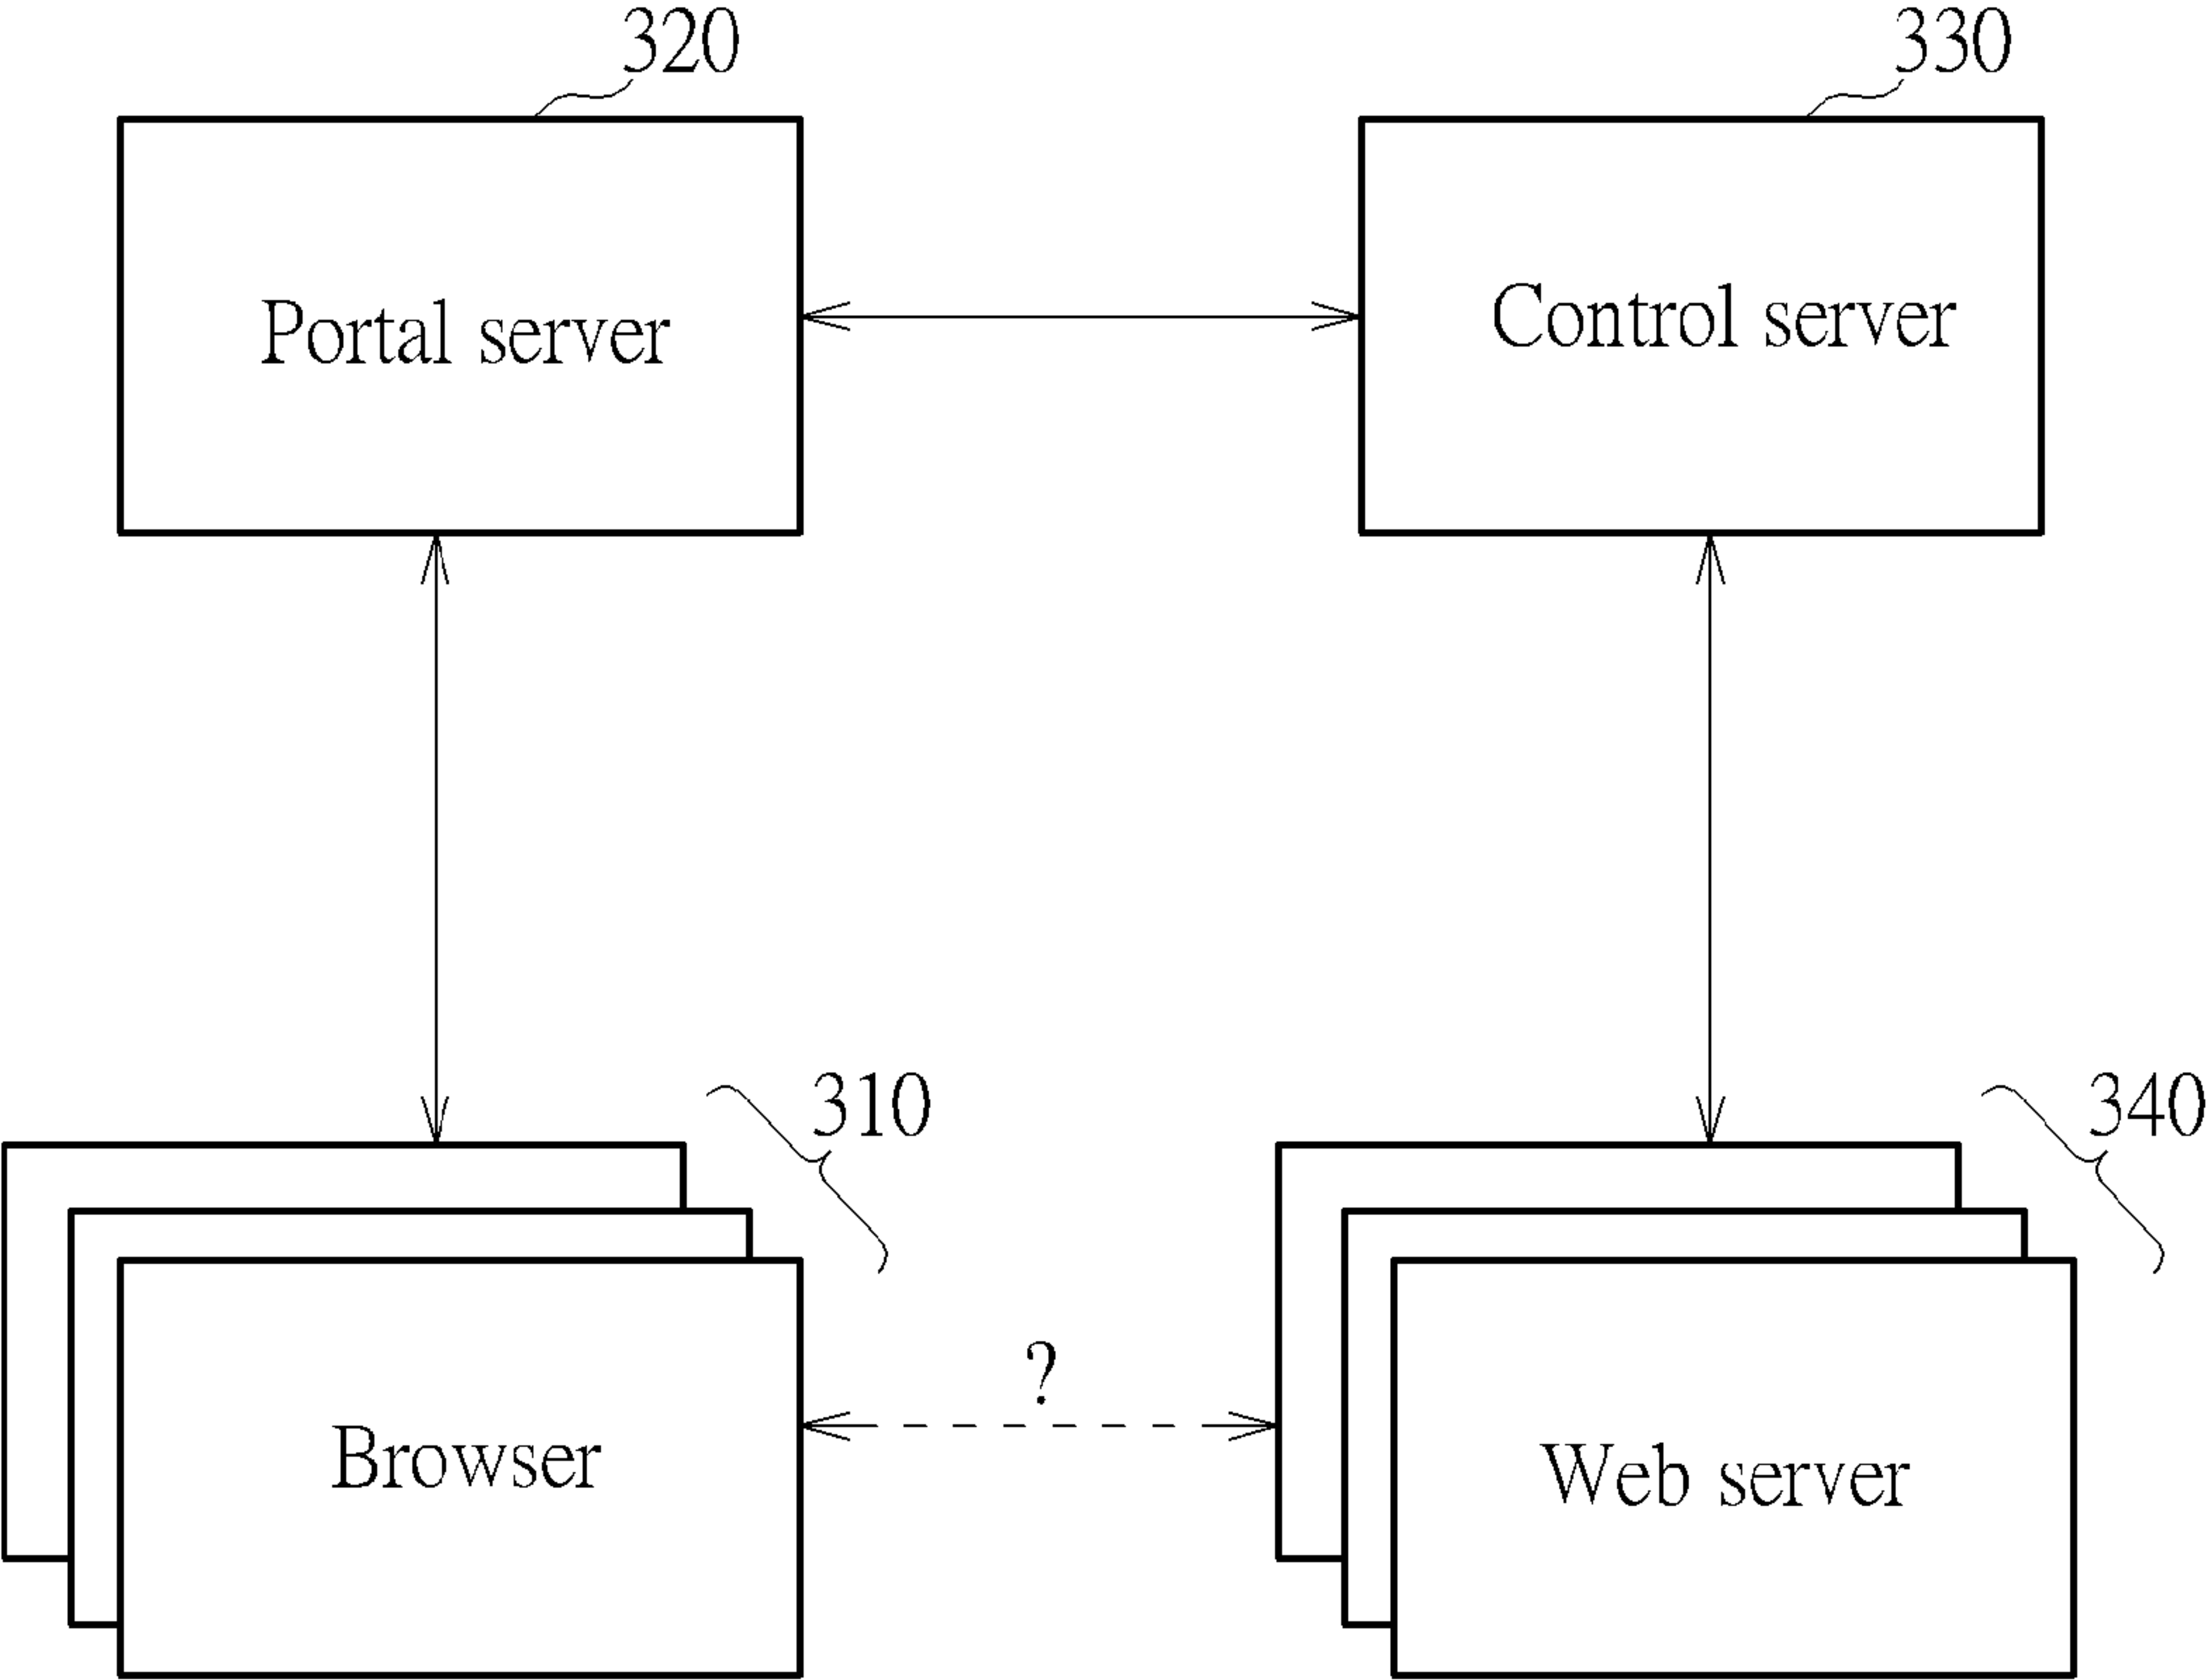 320
330
Portal server
Control server
310
340
?
Browser
Web server